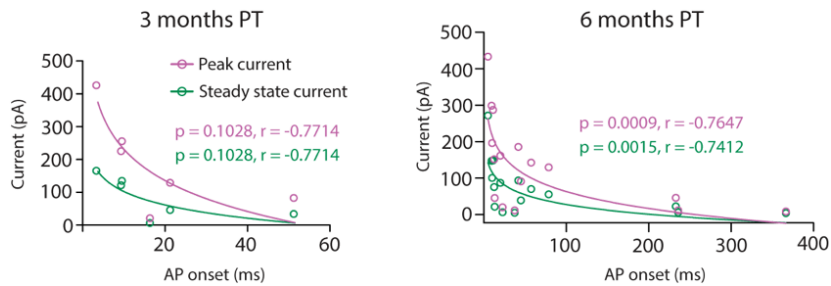 3 months PT
500
400
300
200
100
0
Current (pA)
Peak current
Steady state current
p = 0.1028, r = -0.7714
p = 0.1028, r = -0.7714
20
40
60
AP onset (ms)
6 months PT
500
400
300
200
100
0
Current (pA)
p = 0.0009, r = -0.7647
p = 0.0015, r = -0.7412
100
200
300
400
AP onset (ms)